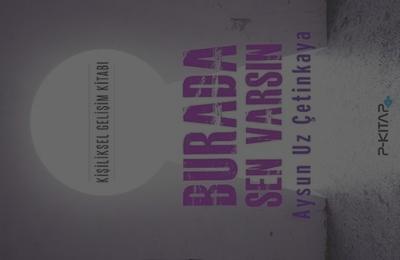 KİŞİLİKSEL GELİŞİM KİTABI
BURADA
SEN VARSIN
Aysun Uz Çetinkaya
P-KİTAP